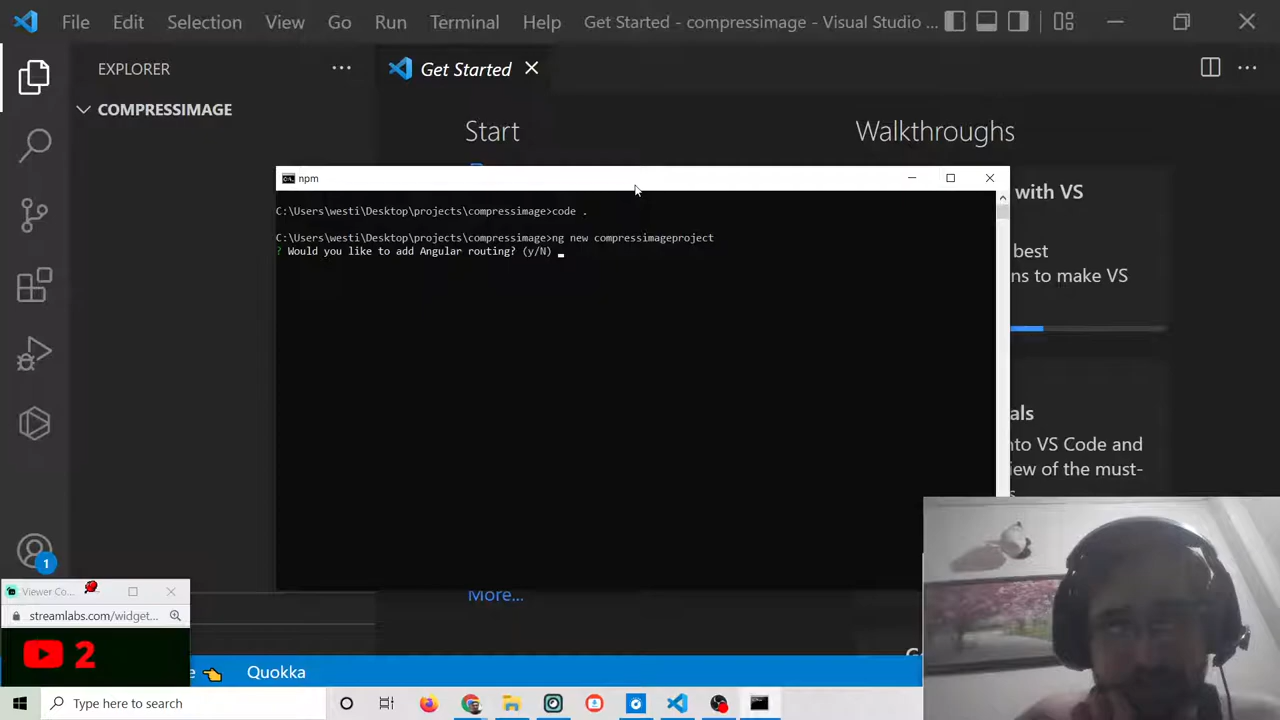 File Edit Selection View Go Run Terminal Help Get Started - compressimage - Visual Studio ...
EXPLORER ...
Get Started
COMPRESSIMAGE
Start
Walkthroughs
npm
with VS
C:\Users\westi\Desktop\projects\compressimage>code .
C:\Users\westi\Desktop\projects\compressimage>ng new compressimageproject
? Would you like to add Angular routing? (y/N)
best
ns to make VS
als
nto VS Code and
view of the must-
More...
1
Viewer Co...
streamlabs.com/widget...
2
Quokka
Type here to search